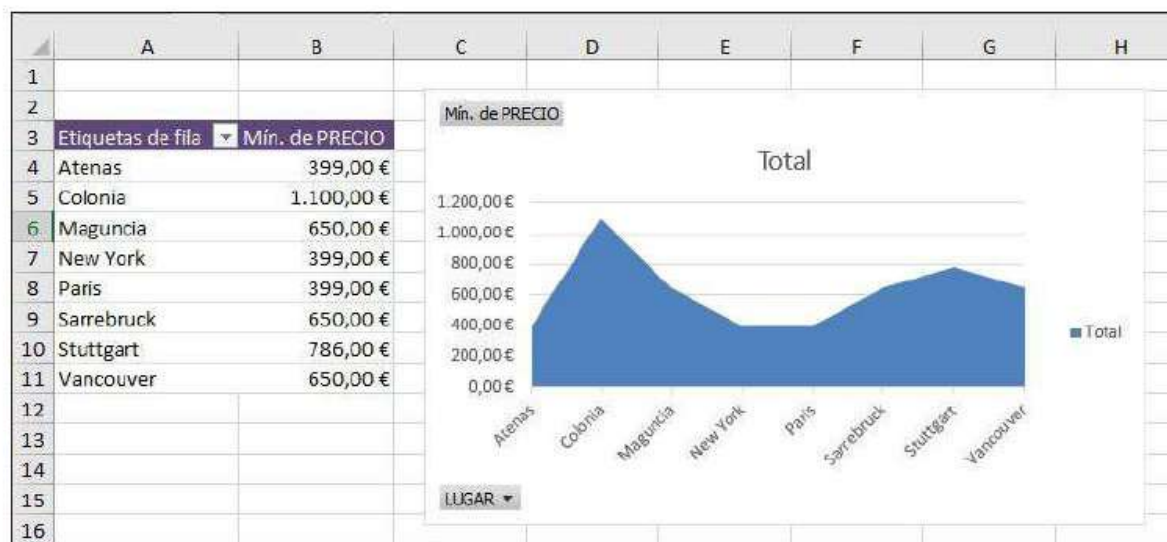 A B C D E F G H
1
2
3 Etiquetas de fila Mín. de PRECIO
4 Atenas 399,00 €
5 Colonia 1.100,00 €
6 Maguncia 650,00 €
7 New York 399,00 €
8 Paris 399,00 €
9 Sarrebruck 650,00 €
10 Stuttgart 786,00 €
11 Vancouver 650,00 €
12
13
14
15
16
Mín. de PRECIO
Total
1.200,00 €
1.000,00 €
800,00 €
600,00 €
400,00 €
200,00 €
0,00 €
Atenas Colonia Maguncia New York Paris Sarrebruck Stuttgart Vancouver
Total
LUGAR